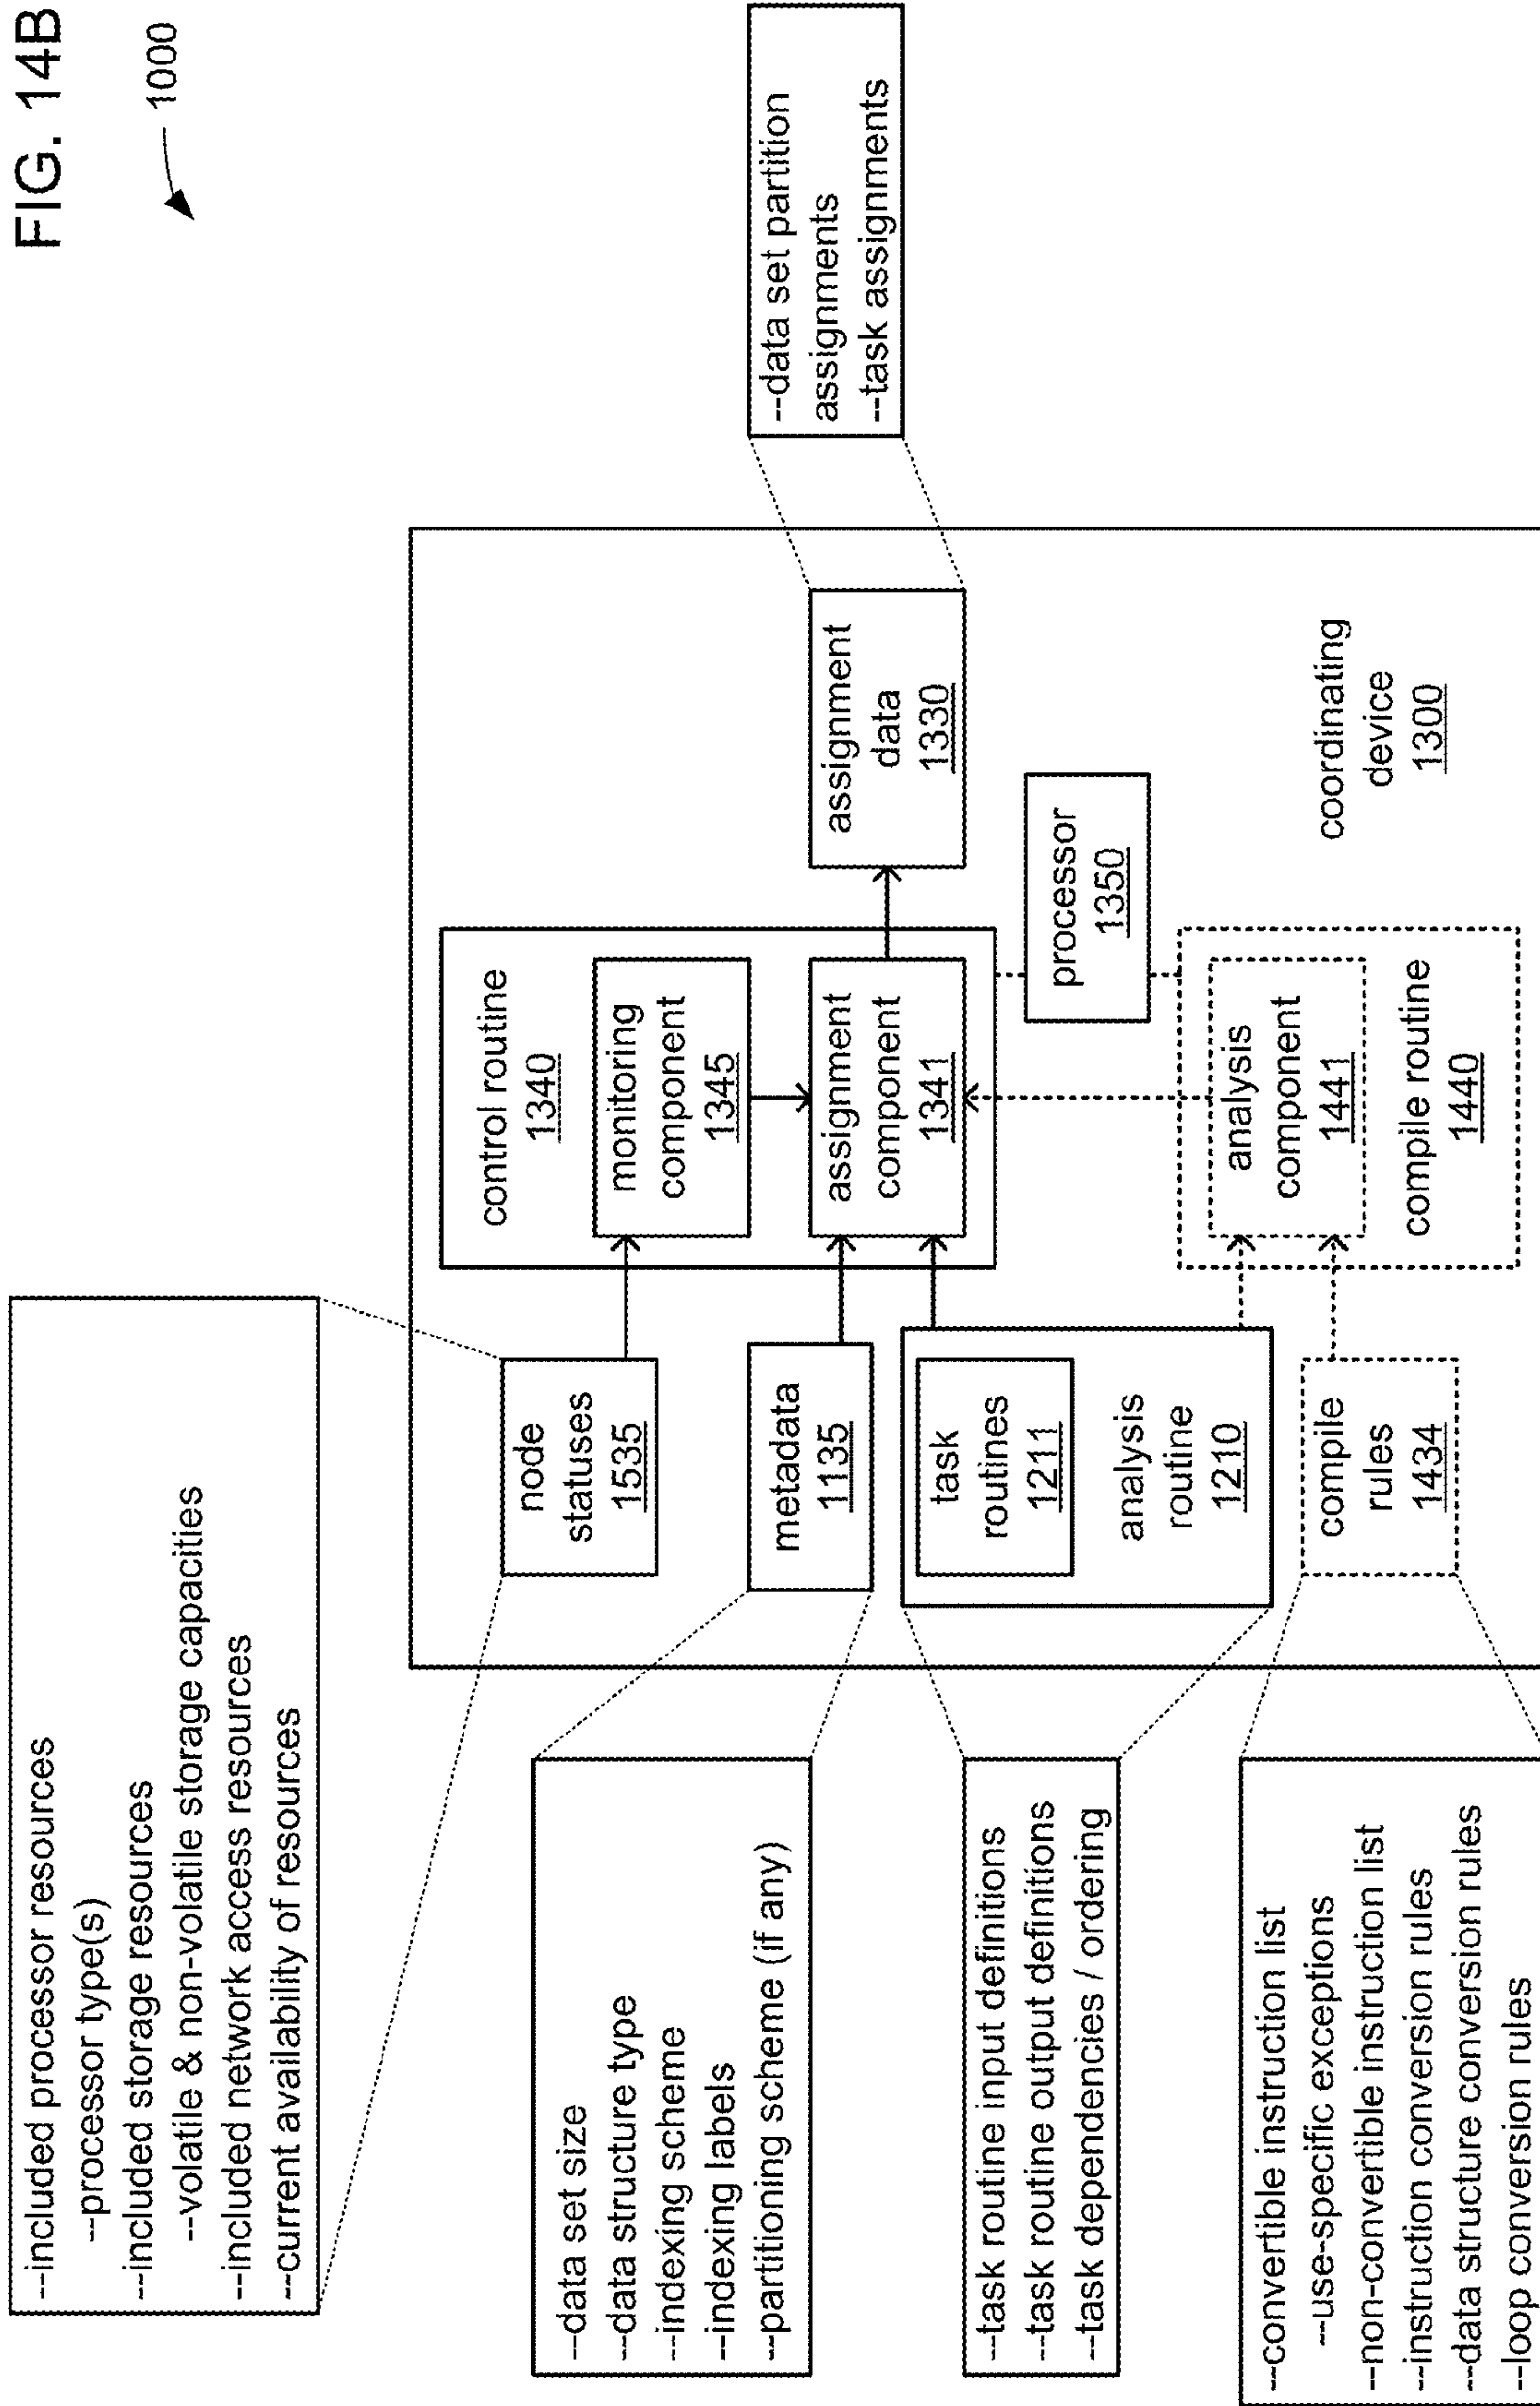 FIG. 14B
1000
--included processor resources
--processor type(s)
--included storage resources
--volatile & non-volatile storage capacities
--included network access resources
--current availability of resources
--data set size
--data structure type
--indexing scheme
--indexing labels
--partitioning scheme (if any)
--task routine input definitions
--task routine output definitions
--task dependencies / ordering
--convertible instruction list
--use-specific exceptions
--non-convertible instruction list
--instruction conversion rules
--data structure conversion rules
--loop conversion rules
node
statuses
1535
metadata
1135
task
routines
1211
analysis
routine
1210
compile
rules
1434
control routine
1340
monitoring
component
1345
assignment
component
1341
processor
1350
analysis
component
1441
compile routine
1440
assignment
data
1330
coordinating
device
1300
--data set partition
assignments
--task assignments